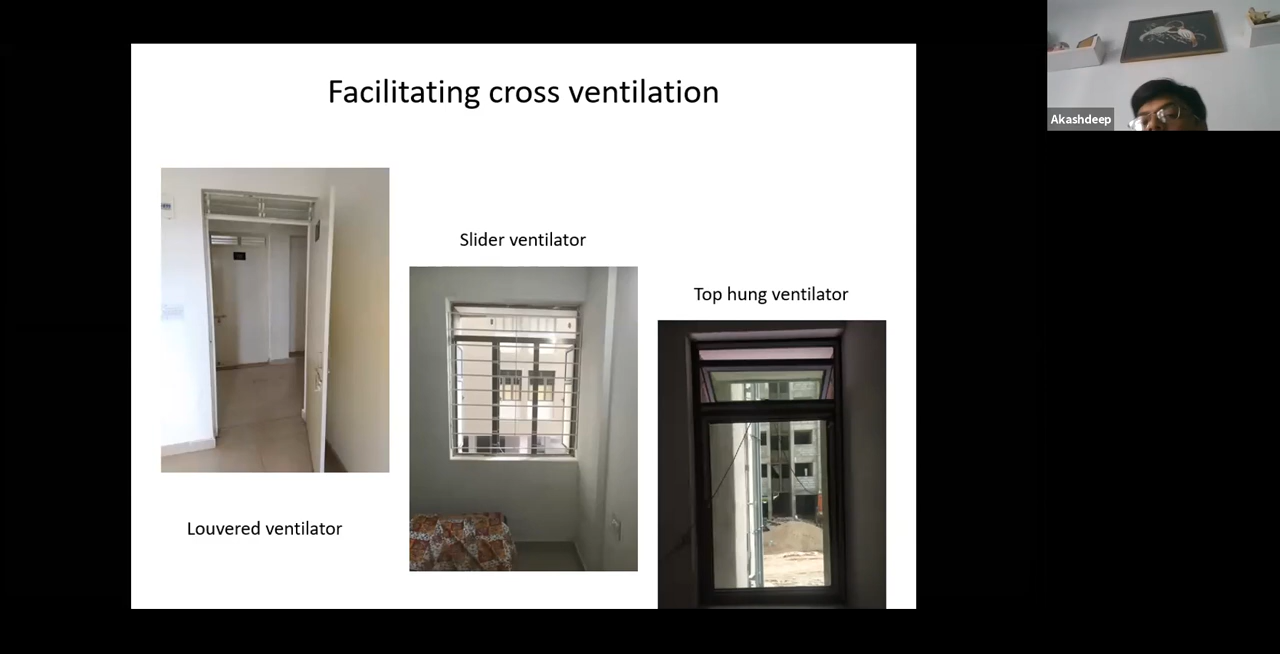 Facilitating cross ventilation
Akashdeep
Slider ventilator
Top hung ventilator
Louvered ventilator